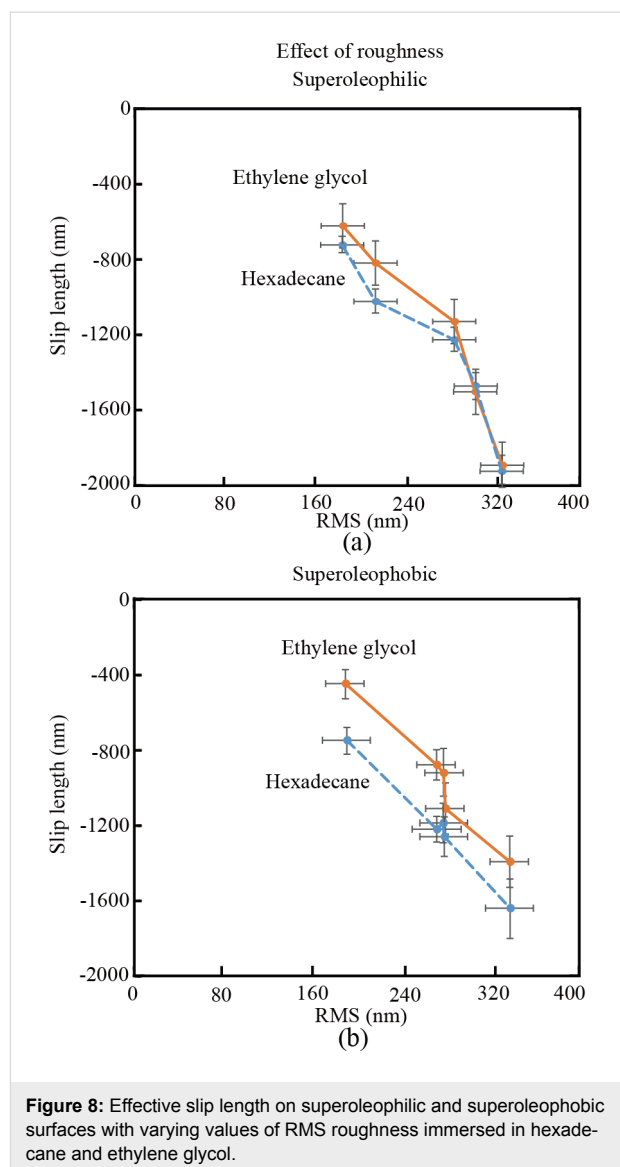 Effect of roughness
Superoleophilic
0
-400
-800
-1200
-1600
-2000
Slip length (nm)
Ethylene glycol
Hexadecane
0 80 160 240 320 400
RMS (nm)
(a)
Superoleophobic
0
-400
-800
-1200
-1600
-2000
Slip length (nm)
Ethylene glycol
Hexadecane
0 80 160 240 320 400
RMS (nm)
(b)
Figure 8: Effective slip length on superoleophilic and superoleophobic
surfaces with varying values of RMS roughness immersed in hexade-
cane and ethylene glycol.